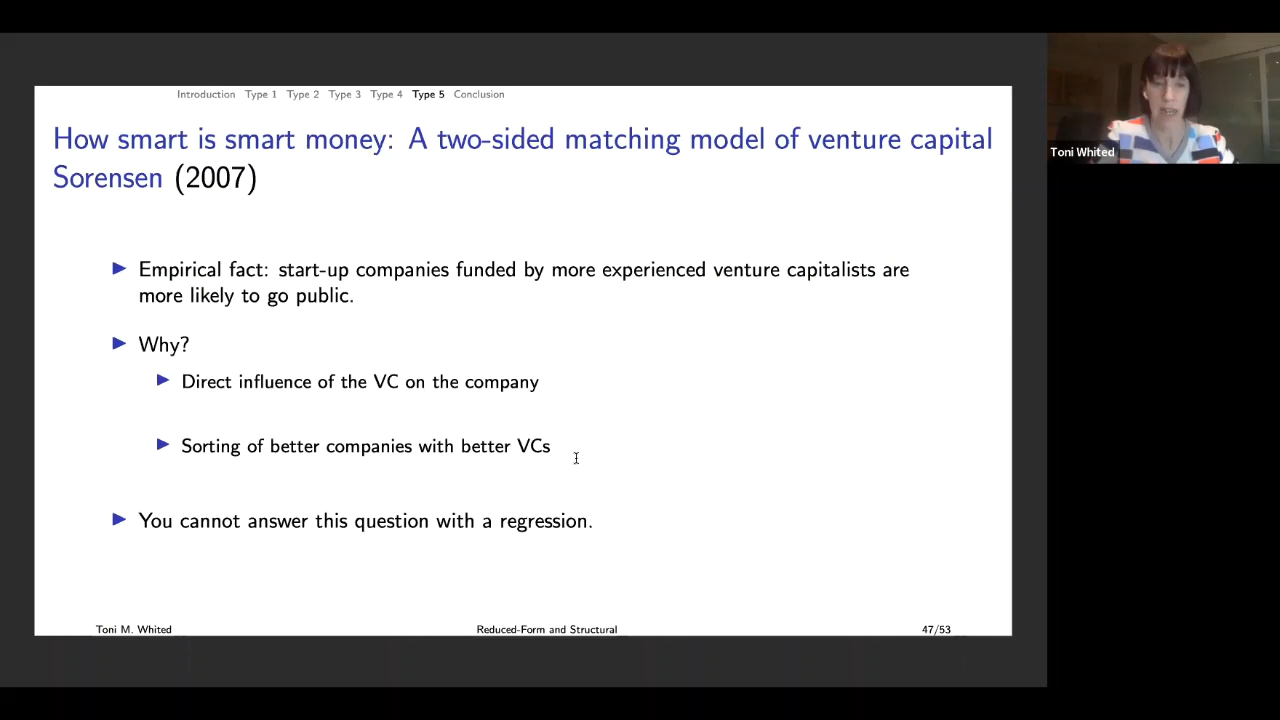 Introduction Type 1 Type 2 Type 3 Type 4 Type 5 Conclusion
How smart is smart money: A two-sided matching model of venture capital
Sorensen (2007)
Empirical fact: start-up companies funded by more experienced venture capitalists are
more likely to go public.
Why?
Direct influence of the VC on the company
Sorting of better companies with better VCs
You cannot answer this question with a regression.
Toni M. Whited Reduced-Form and Structural 47/53
Toni Whited